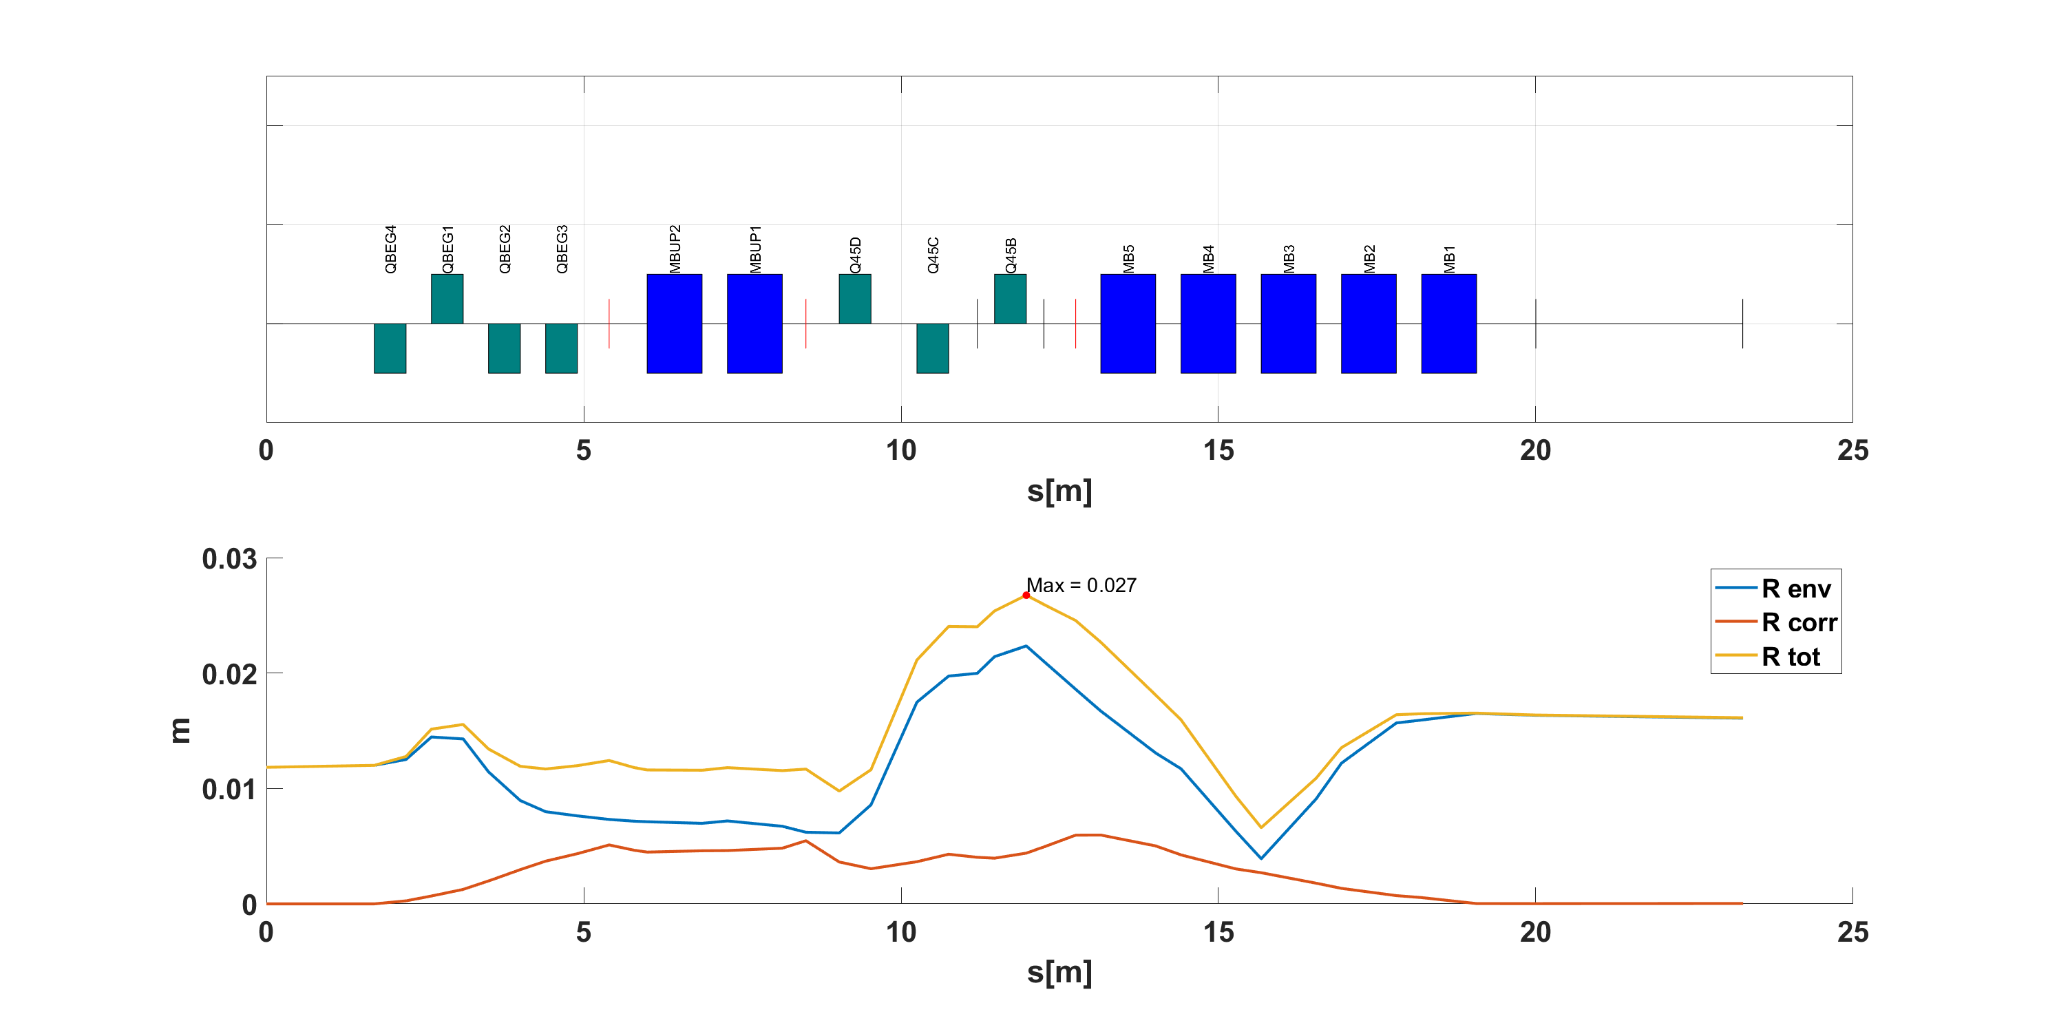 QBEG4
QBEG1
QBEG2
QBEG3
MBUP2
MBUP1
Q45D
Q45C
Q45B
MB5
MB4
MB3
MB2
MB1
0 5 10 15 20 25
s[m]
0.03
0.02
0.01
0
m
Max = 0.027
R env
R corr
R tot
0 5 10 15 20 25
s[m]